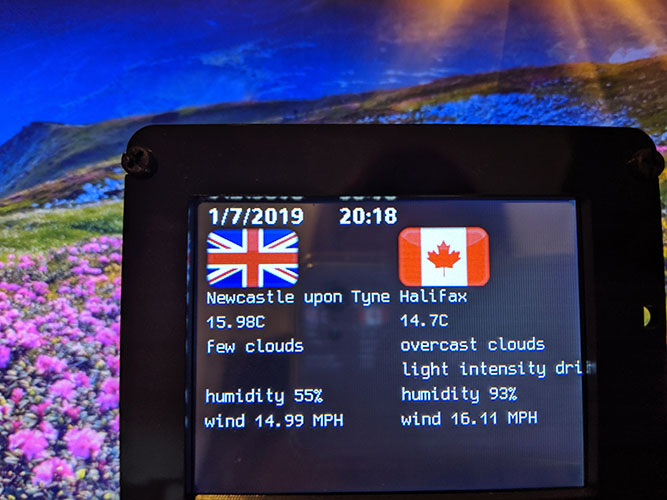 1/7/2019 20:18
Newcastle upon Tyne Halifax
15.98C 14.7C
few clouds overcast clouds
light intensity
humidity 55% humidity 93%
wind 14.99 MPH wind 16.11 MPH